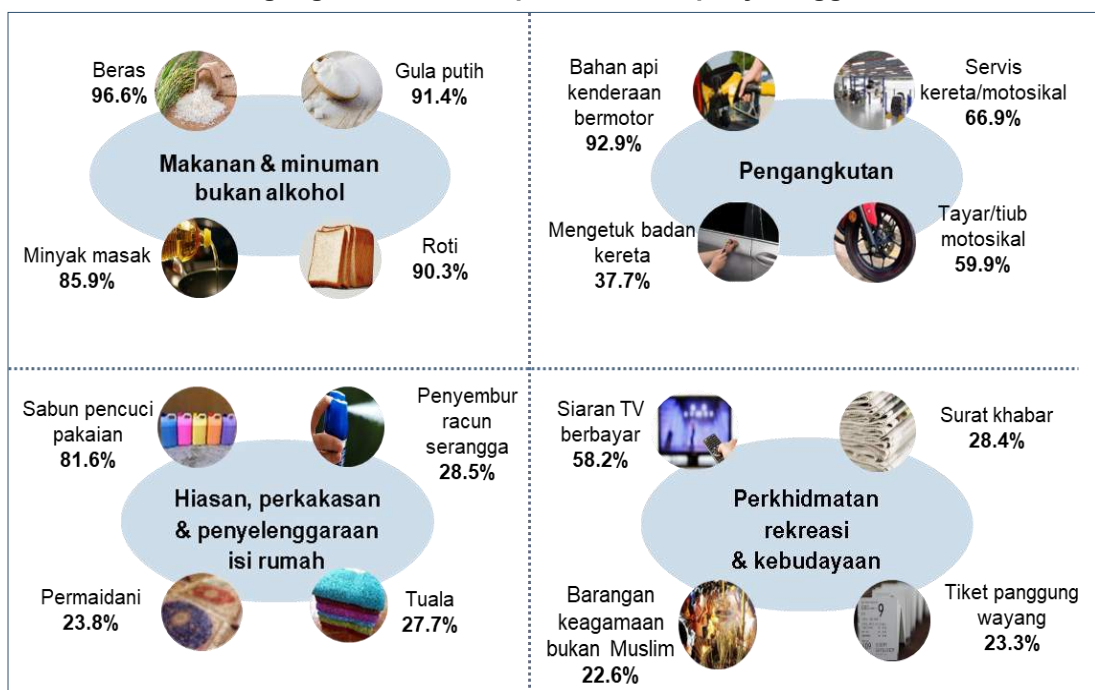 Beras
96.6%
Gula putih
91.4%
Makanan & minuman
bukan alkohol
Minyak masak
85.9%
Roti
90.3%
Bahan api
kenderaan
bermotor
92.9%
Servis
kereta/motosikal
66.9%
Pengangkutan
Mengetuk badan
kereta
37.7%
Tayar/tiub
motosikal
59.9%
Sabun pencuci
pakaian
81.6%
Penyembur
racun
serangga
28.5%
Hiasan, perkakasan
& penyelenggaraan
isi rumah
Permaidani
23.8%
Tuala
27.7%
Siaran TV
berbayar
58.2%
Surat khabar
28.4%
Perkhidmatan
rekreasi
& kebudayaan
Barangan
keagamaan
bukan Muslim
22.6%
Tiket panggung
wayang
23.3%